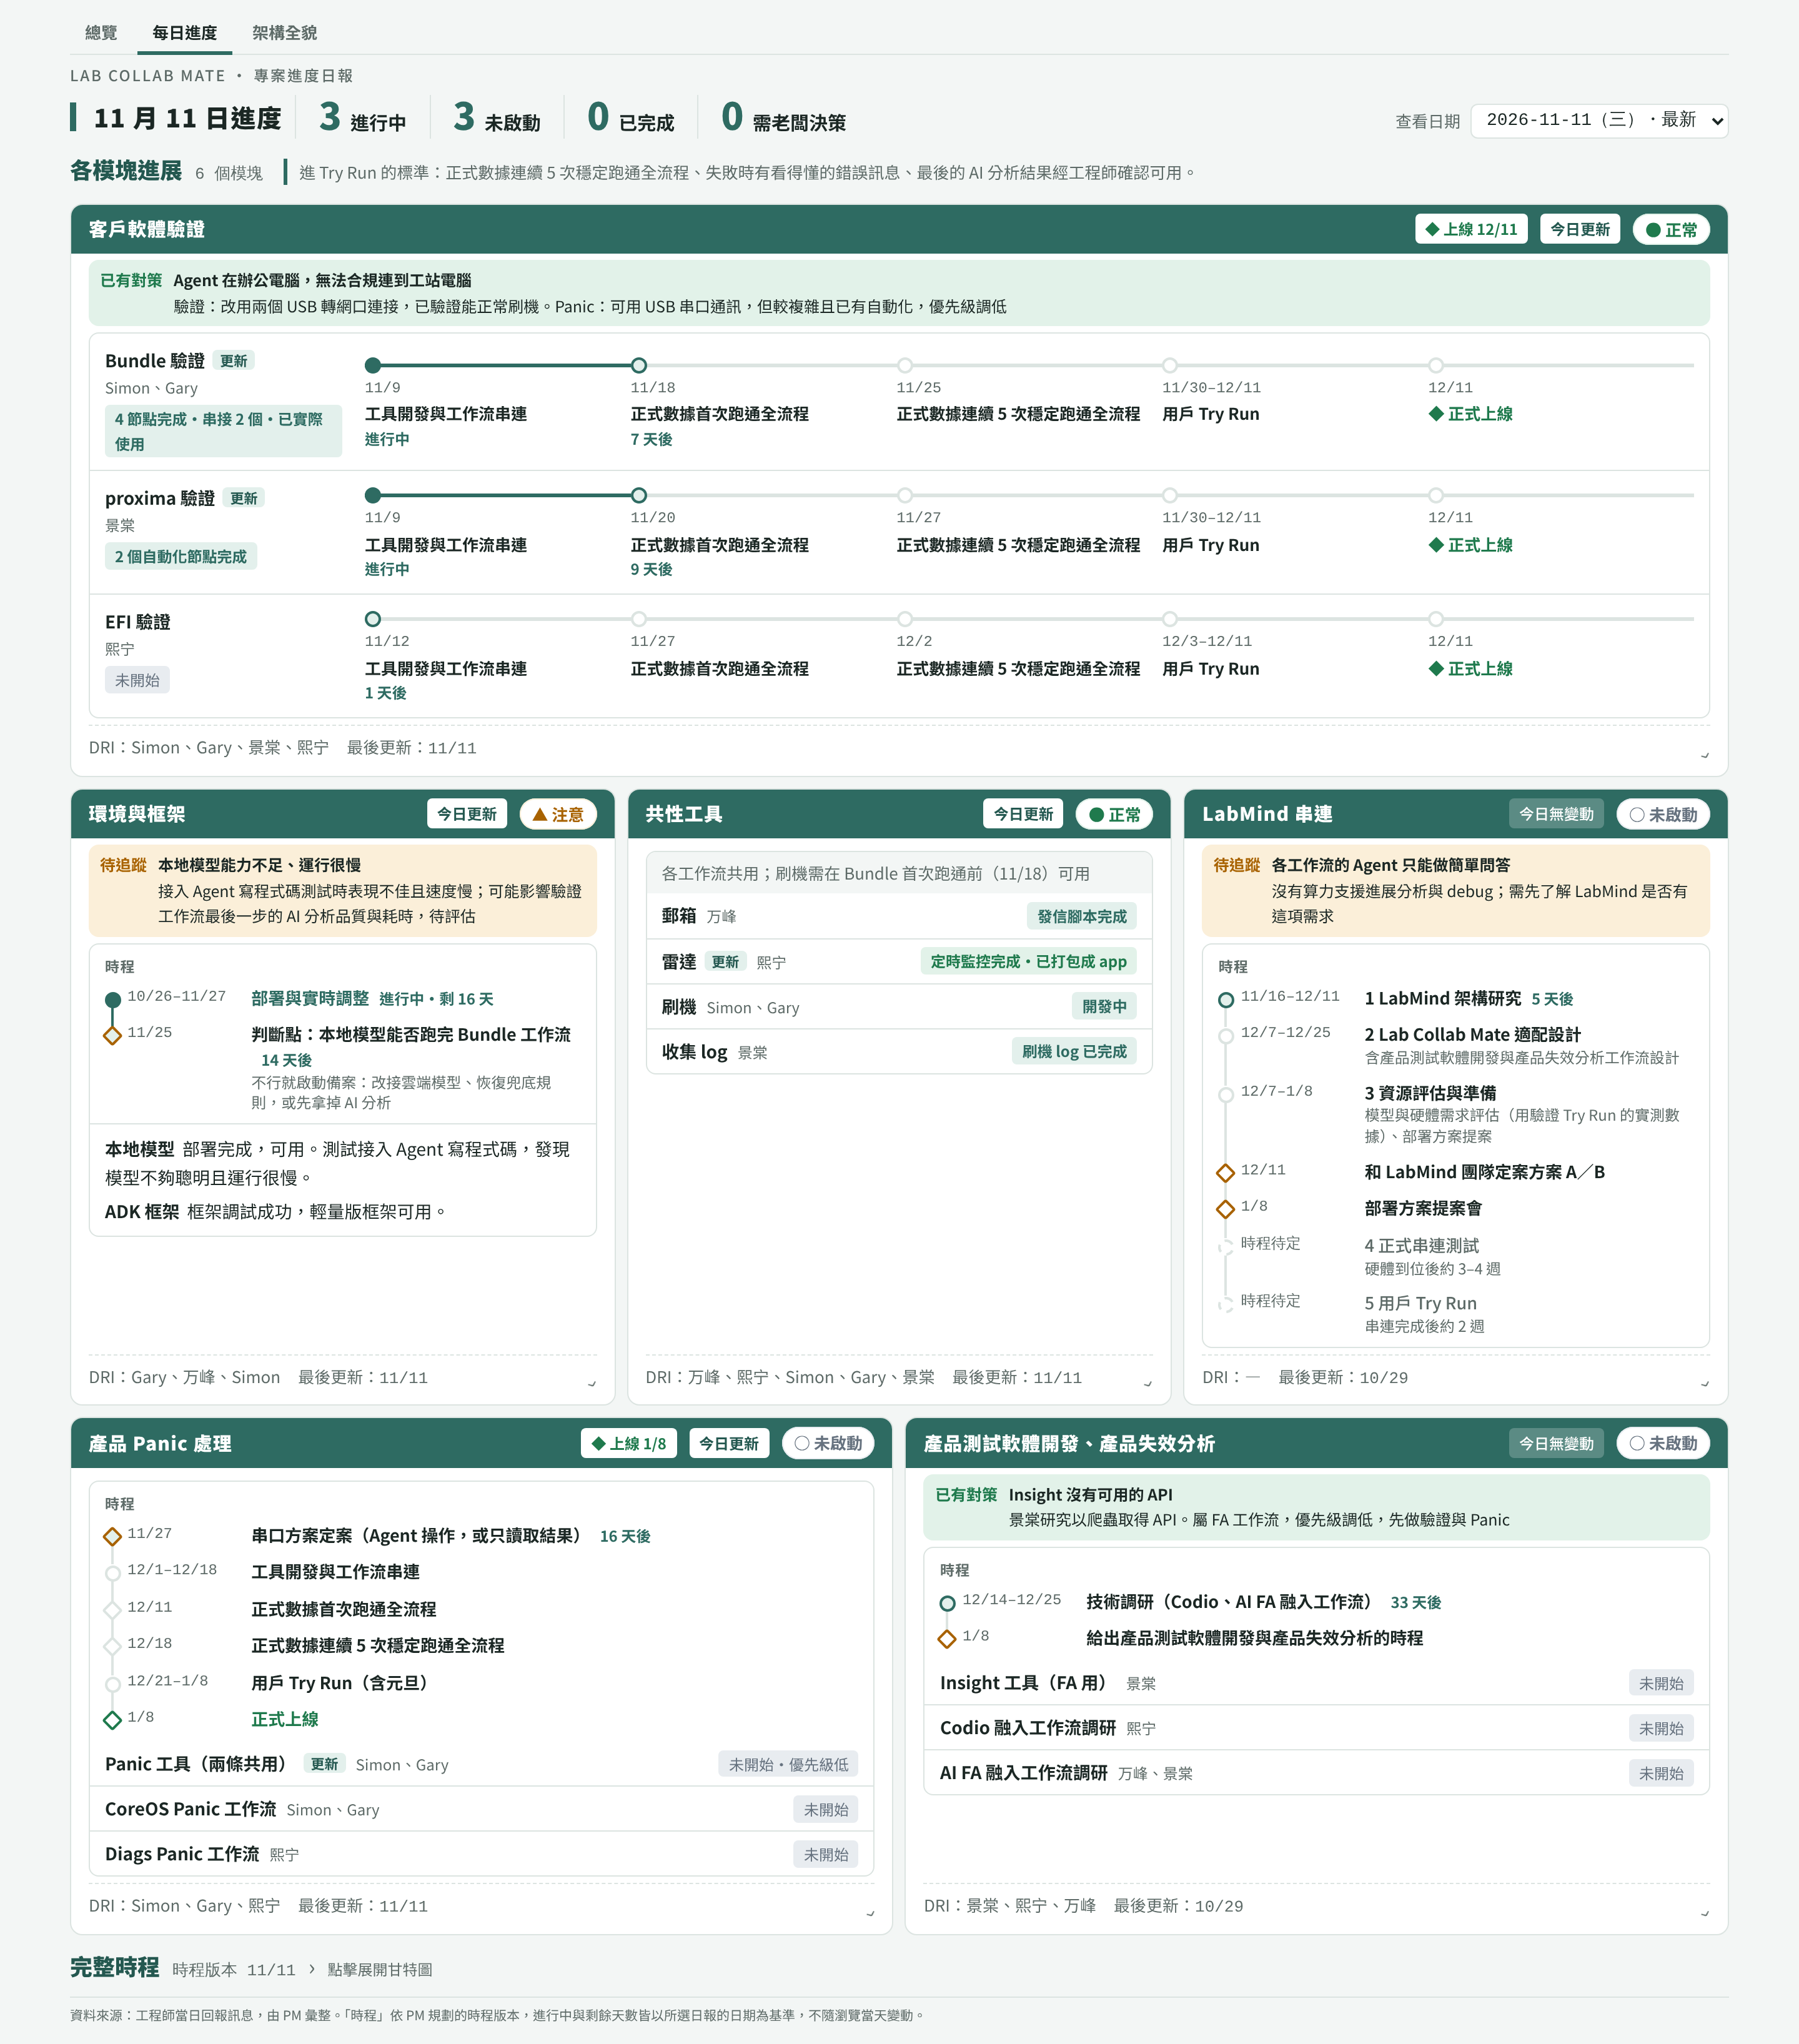 總覽 每日進度 架構全貌
LAB COLLAB MATE · 專案進度日報
11 月 11 日進度 3 進行中 3 未啟動 0 已完成 0 需老闆決策
查看日期 2026-11-11（三）·最新
各模塊進展 6 個模塊 進 Try Run 的標準：正式數據連續 5 次穩定跑通全流程、失敗時有看得懂的錯誤訊息、最後的 AI 分析結果經工程師確認可用。
客戶軟體驗證 ◆ 上線 12/11 今日更新 ● 正常
已有對策 Agent 在辦公電腦，無法合規連到工站電腦
驗證：改用兩個 USB 轉網口連接，已驗證能正常刷機。Panic：可用 USB 串口通訊，但較複雜且已有自動化，優先級調低
Bundle 驗證 更新
Simon、Gary
4 節點完成・串接 2 個・已實際
使用
11/9 11/18 11/25 11/30–12/11 12/11
工具開發與工作流串連 正式數據首次跑通全流程 正式數據連續 5 次穩定跑通全流程 用戶 Try Run ◆ 正式上線
進行中 7 天後
proxima 驗證 更新
景棠
2 個自動化節點完成
11/9 11/20 11/27 11/30–12/11 12/11
工具開發與工作流串連 正式數據首次跑通全流程 正式數據連續 5 次穩定跑通全流程 用戶 Try Run ◆ 正式上線
進行中 9 天後
EFI 驗證
熙宁
未開始
11/12 11/27 12/2 12/3–12/11 12/11
工具開發與工作流串連 正式數據首次跑通全流程 正式數據連續 5 次穩定跑通全流程 用戶 Try Run ◆ 正式上線
1 天後
DRI：Simon、Gary、景棠、熙宁 最後更新：11/11
環境與框架 今日更新 ▲ 注意
待追蹤 本地模型能力不足、運行很慢
接入 Agent 寫程式碼測試時表現不佳且速度慢；可能影響驗證
工作流最後一步的 AI 分析品質與耗時，待評估
時程
10/26–11/27 部署與實時調整 進行中・剩 16 天
11/25 判斷點：本地模型能否跑完 Bundle 工作流
14 天後
不行就啟動備案：改接雲端模型、恢復兜底規
則，或先拿掉 AI 分析
本地模型 部署完成，可用。測試接入 Agent 寫程式碼，發現
模型不夠聰明且運行很慢。
ADK 框架 框架調試成功，輕量版框架可用。
DRI：Gary、万峰、Simon 最後更新：11/11
共性工具 今日更新 ● 正常
各工作流共用；刷機需在 Bundle 首次跑通前（11/18）可用
郵箱 万峰 發信腳本完成
雷達 更新 熙宁 定時監控完成・已打包成 app
刷機 Simon、Gary 開發中
收集 log 景棠 刷機 log 已完成
DRI：万峰、熙宁、Simon、Gary、景棠 最後更新：11/11
LabMind 串連 今日無變動 ○ 未啟動
待追蹤 各工作流的 Agent 只能做簡單問答
沒有算力支援進展分析與 debug；需先了解 LabMind 是否有
這項需求
時程
11/16–12/11 1 LabMind 架構研究 5 天後
12/7–12/25 2 Lab Collab Mate 適配設計
含產品測試軟體開發與產品失效分析工作流設計
12/7–1/8 3 資源評估與準備
模型與硬體需求評估（用驗證 Try Run 的實測數
據）、部署方案提案
12/11 和 LabMind 團隊定案方案 A／B
1/8 部署方案提案會
時程待定 4 正式串連測試
硬體到位後約 3–4 週
時程待定 5 用戶 Try Run
串連完成後約 2 週
DRI：— 最後更新：10/29
產品 Panic 處理 ◆ 上線 1/8 今日更新 ○ 未啟動
時程
11/27 串口方案定案（Agent 操作，或只讀取結果） 16 天後
12/1–12/18 工具開發與工作流串連
12/11 正式數據首次跑通全流程
12/18 正式數據連續 5 次穩定跑通全流程
12/21–1/8 用戶 Try Run（含元旦）
1/8 正式上線
Panic 工具（兩條共用） 更新 Simon、Gary 未開始・優先級低
CoreOS Panic 工作流 Simon、Gary 未開始
Diags Panic 工作流 熙宁 未開始
DRI：Simon、Gary、熙宁 最後更新：11/11
產品測試軟體開發、產品失效分析 今日無變動 ○ 未啟動
已有對策 Insight 沒有可用的 API
景棠研究以爬蟲取得 API。屬 FA 工作流，優先級調低，先做驗證與 Panic
時程
12/14–12/25 技術調研（Codio、AI FA 融入工作流） 33 天後
1/8 給出產品測試軟體開發與產品失效分析的時程
Insight 工具（FA 用） 景棠 未開始
Codio 融入工作流調研 熙宁 未開始
AI FA 融入工作流調研 万峰、景棠 未開始
DRI：景棠、熙宁、万峰 最後更新：10/29
完整時程 時程版本 11/11 › 點擊展開甘特圖
資料來源：工程師當日回報訊息，由 PM 彙整。「時程」依 PM 規劃的時程版本，進行中與剩餘天數皆以所選日報的日期為基準，不隨瀏覽當天變動。